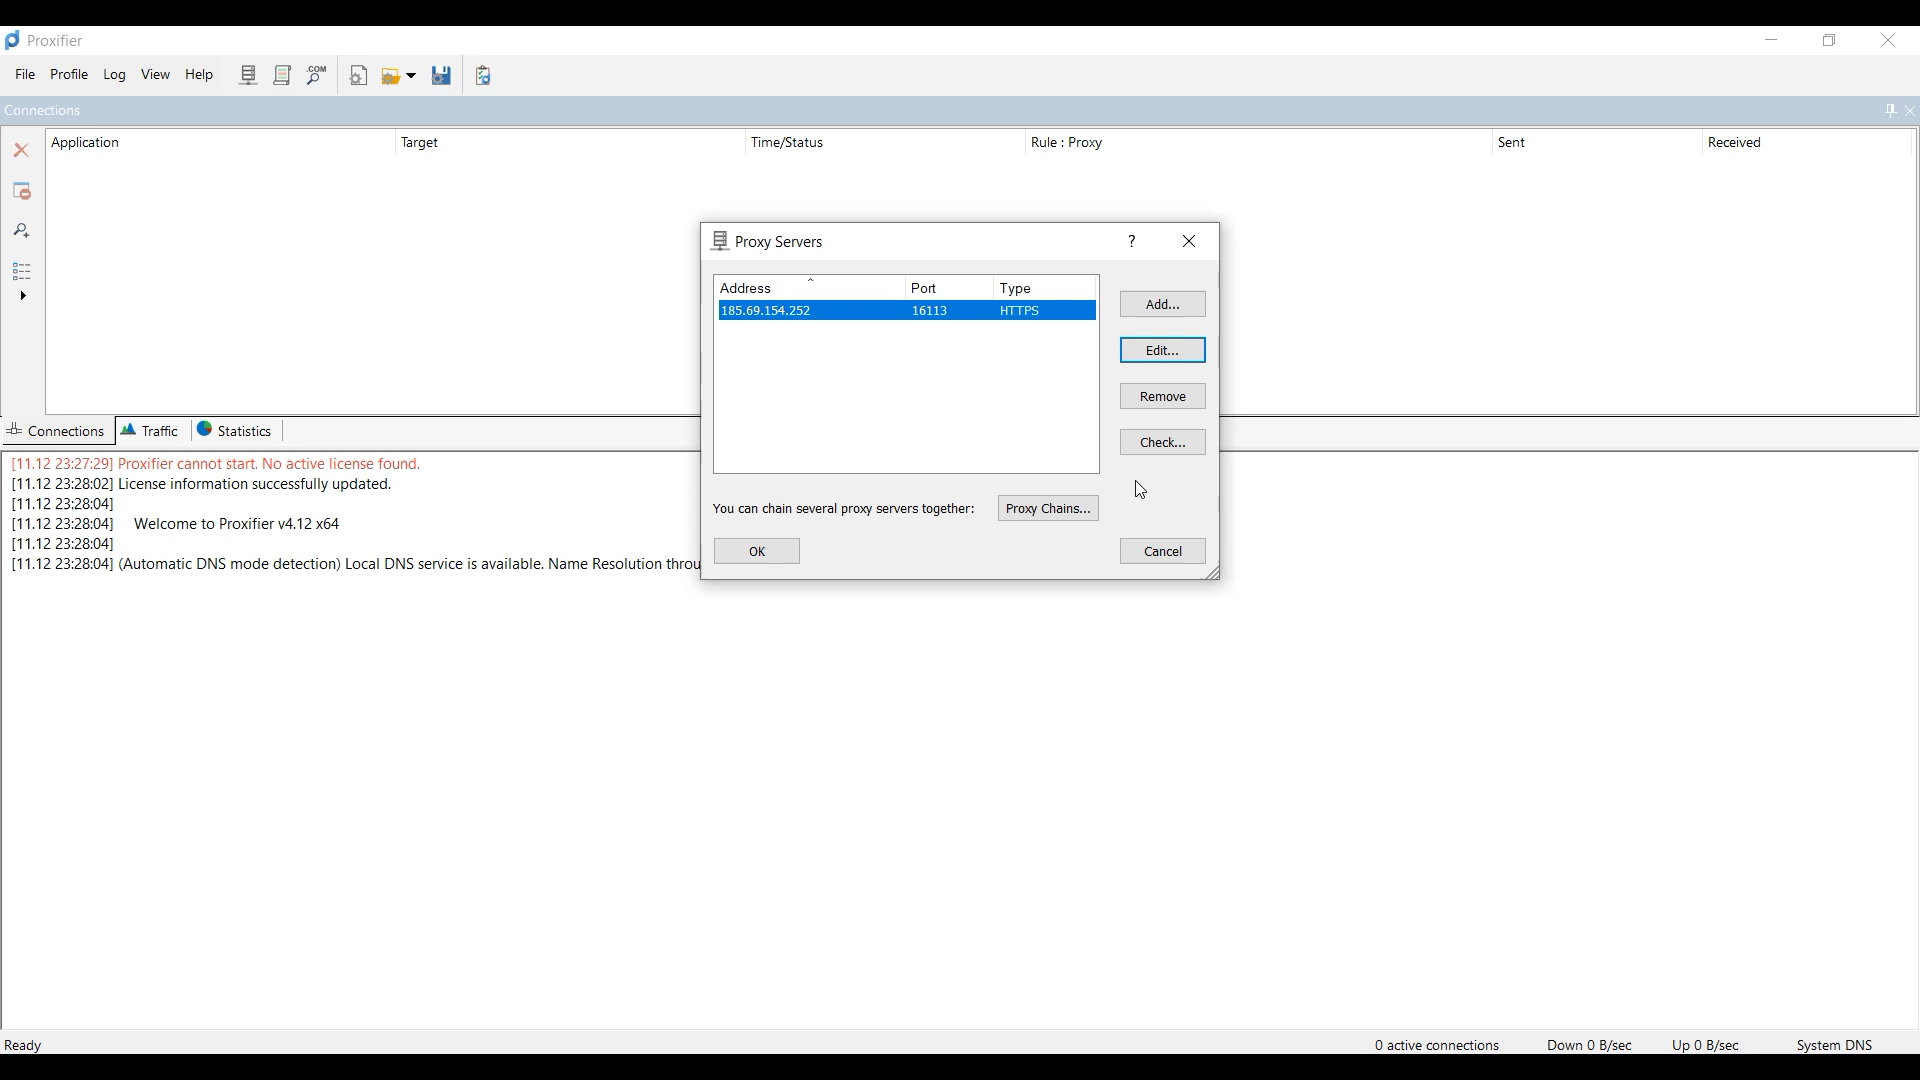 Proxifier
File Profile Log View Help .COM
Connections
Application Target Time/Status Rule : Proxy Sent Received
Proxy Servers ?
Address Port Type
185.69.154.252 16113 HTTPS
Add...
Edit...
Remove
Check...
You can chain several proxy servers together: Proxy Chains...
OK Cancel
Connections Traffic Statistics
[11.12 23:27:29] Proxifier cannot start. No active license found.
[11.12 23:28:02] License information successfully updated.
[11.12 23:28:04]
[11.12 23:28:04] Welcome to Proxifier v4.12 x64
[11.12 23:28:04]
[11.12 23:28:04] (Automatic DNS mode detection) Local DNS service is available. Name Resolution throu
Ready 0 active connections Down 0 B/sec Up 0 B/sec System DNS